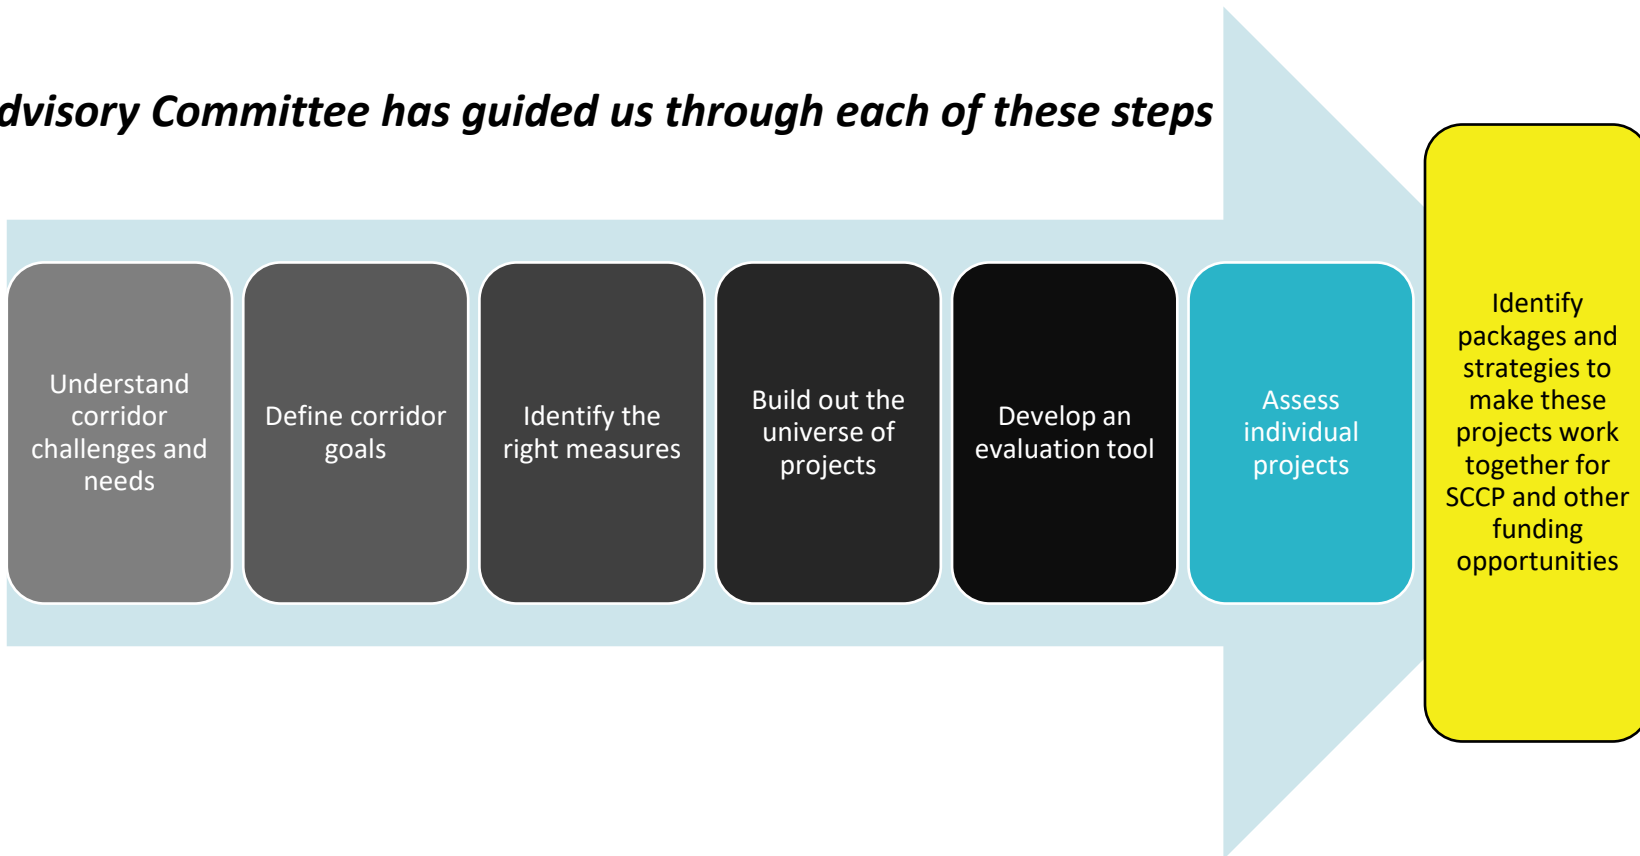 dvisory Committee has guided us through each of these steps
Understand
corridor
challenges and
needs
Define corridor
goals
Identify the
right measures
Build out the
universe of
projects
Develop an
evaluation tool
Assess
individual
projects
Identify
packages and
strategies to
make these
projects work
together for
SCCP and other
funding
opportunities